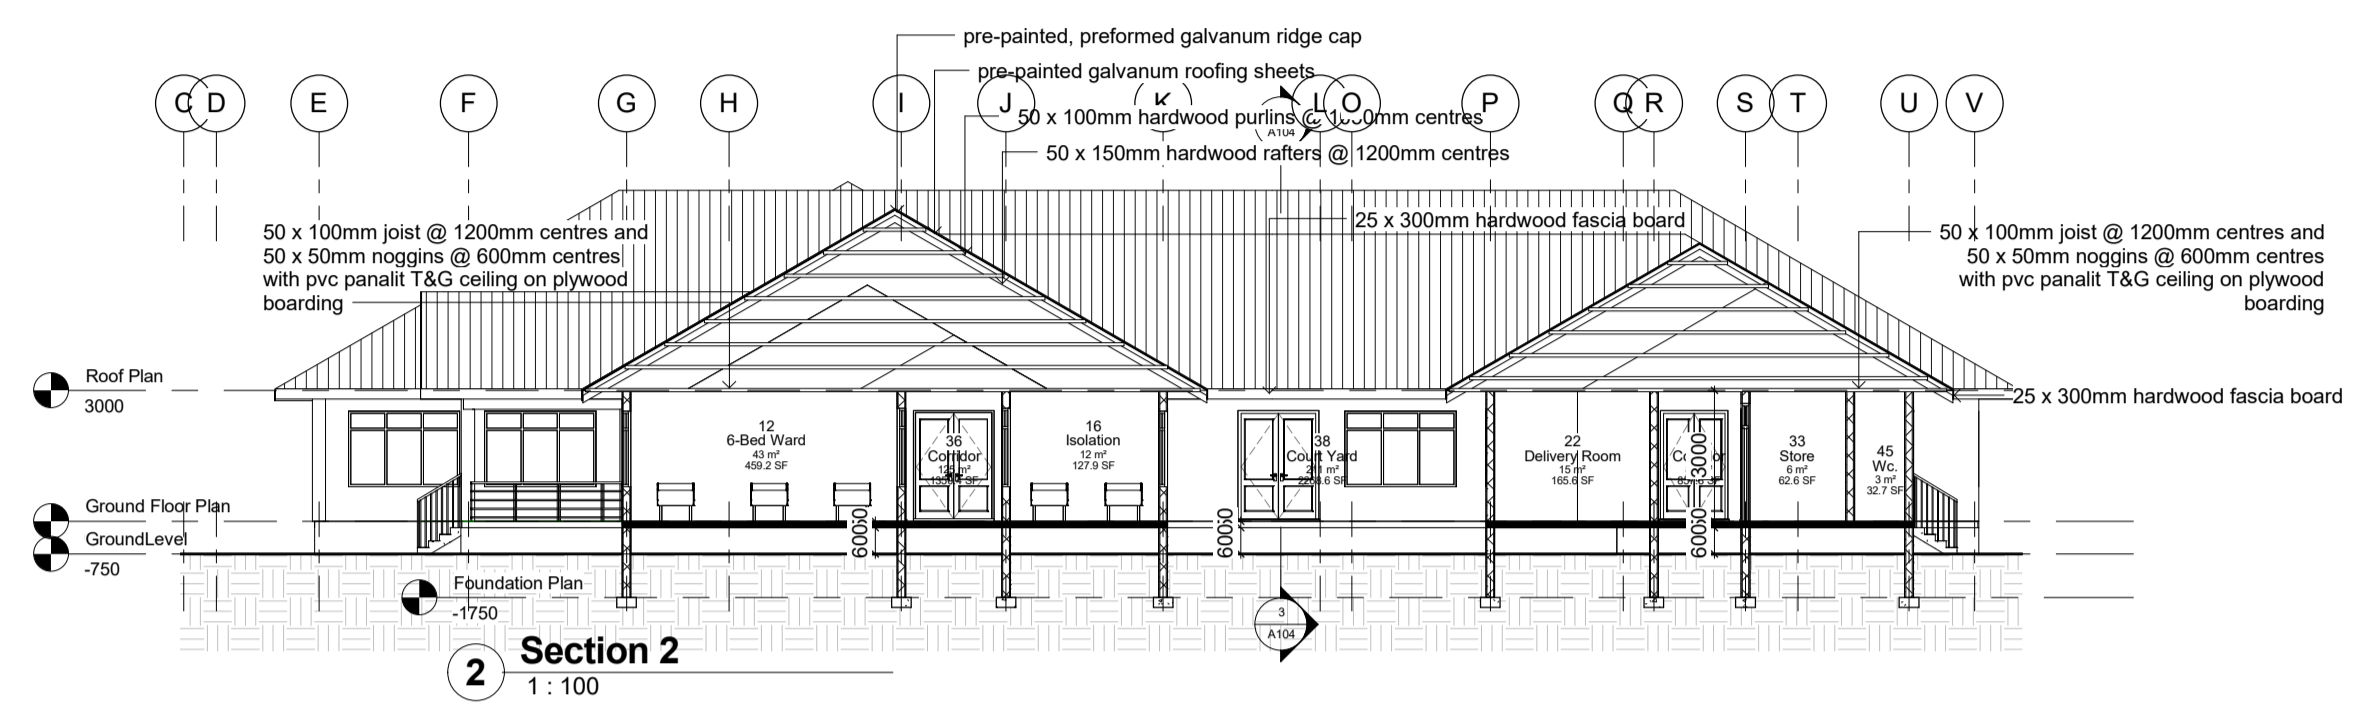 pre-painted, preformed galvanum ridge cap
pre-painted galvanum roofing sheets
C D E F G H I J K L O P Q R S T U V
50 x 100mm hardwood purlins @ mm centres
A104
50 x 150mm hardwood rafters @ 1200mm centres
25 x 300mm hardwood fascia board
50 x 100mm joist @ 1200mm centres and
50 x 50mm noggins @ 600mm centres
with pvc panalit T&G ceiling on plywood
boarding
50 x 100mm joist @ 1200mm centres and
50 x 50mm noggins @ 600mm centres
with pvc panalit T&G ceiling on plywood
boarding
Roof Plan
3000
25 x 300mm hardwood fascia board
12
6-Bed Ward
43 m²
459.2 SF
36
Corridor
16
Isolation
12 m²
127.9 SF
38
Court Yard
22
Delivery Room
15 m²
165.6 SF
3000
33
Store
6 m²
62.6 SF
45
Wc.
3 m²
32.7 SF
Ground Floor Plan
GroundLevel
-750
600
600
600
Foundation Plan
-1750
3
A104
2
Section 2
1 : 100